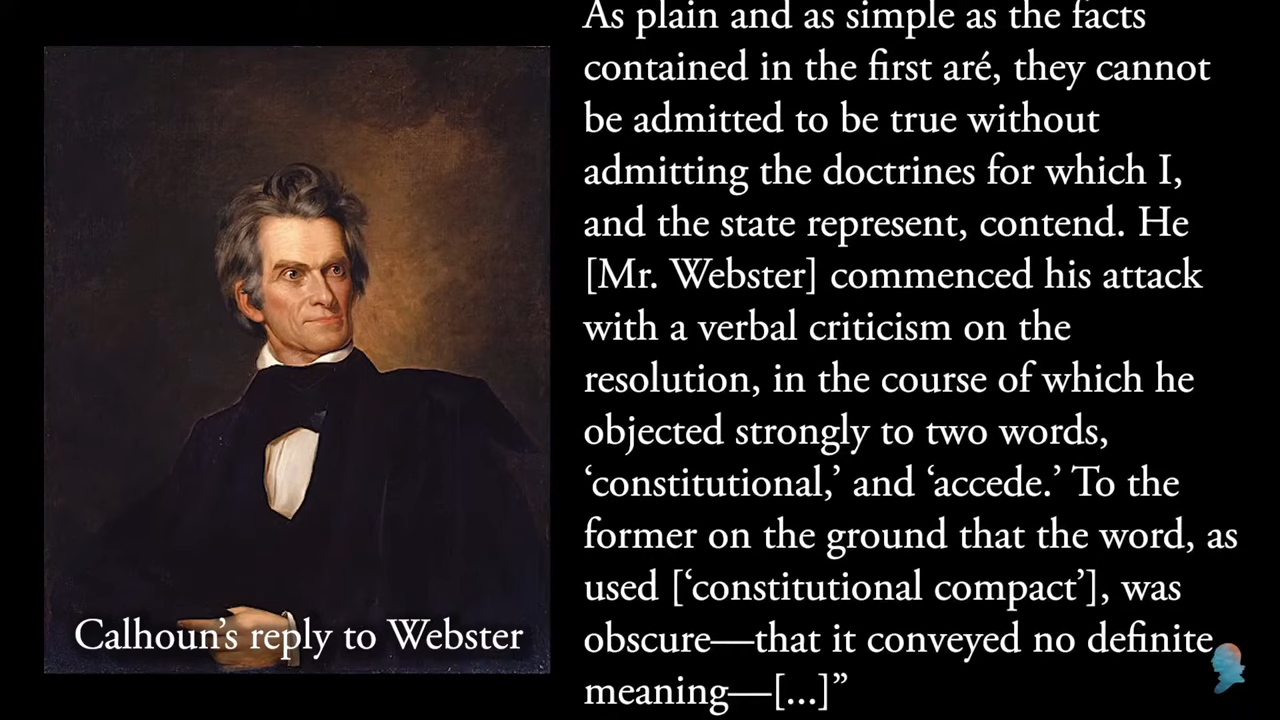 As plain and as simple as the facts
contained in the first aré, they cannot
be admitted to be true without
admitting the doctrines for which I,
and the state represent, contend. He
[Mr. Webster] commenced his attack
with a verbal criticism on the
resolution, in the course of which he
objected strongly to two words,
‘constitutional,’ and ‘accede.’ To the
former on the ground that the word, as
used [‘constitutional compact’], was
obscure—that it conveyed no definite
meaning—[...]”
Calhoun’s reply to Webster